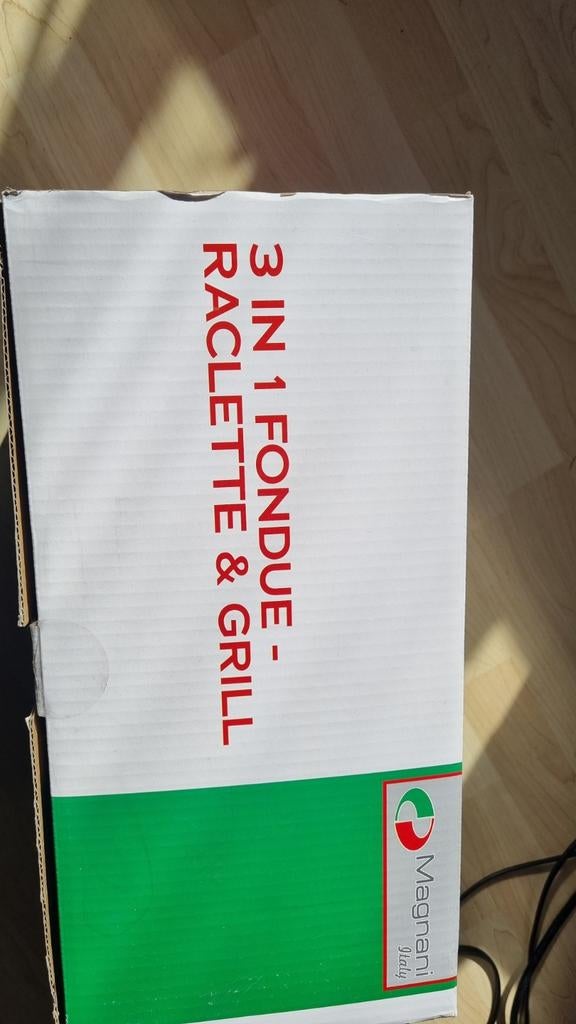 3 IN 1 FONDUE -
RACLETTE & GRILL
Magnani
Italy